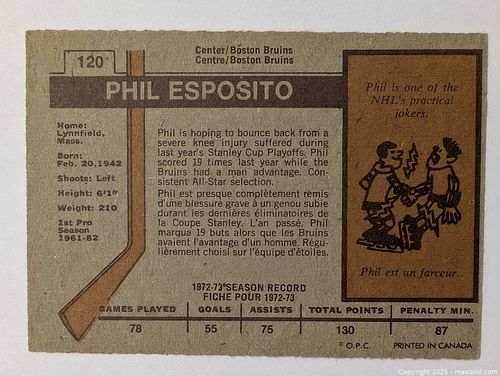 120
Center/Boston Bruins
Centre/Boston Bruins
PHIL ESPOSITO
Home:
Lynnfield,
Mass.
Born:
Feb. 20, 1942
Shoots: Left
Height: 6'1"
Weight: 210
1st Pro
Season
1961-62
Phil is hoping to bounce back from a
severe knee injury suffered during
last year's Stanley Cup Playoffs. Phil
scored 19 times last year while the
Bruins had a man advantage. Con-
sistent All-Star selection.
Phil est presque complètement remis
d'une blessure grave à un genou subie
durant les dernières éliminatoires de
la Coupe Stanley. L'an passé, Phil
marqua 19 buts alors que les Bruins
avaient l'avantage d'un homme. Régu-
lièrement choisi sur l'équipe d'étoiles.
Phil is one of the
NHL's practical
jokers.
Phil est un farceur.
1972-73 SEASON RECORD
FICHE POUR 1972-73
GAMES PLAYED GOALS ASSISTS TOTAL POINTS PENALTY MIN.
78 55 75 130 87
© O.P.C. PRINTED IN CANADA
Copyright 2025 - maxsold.com